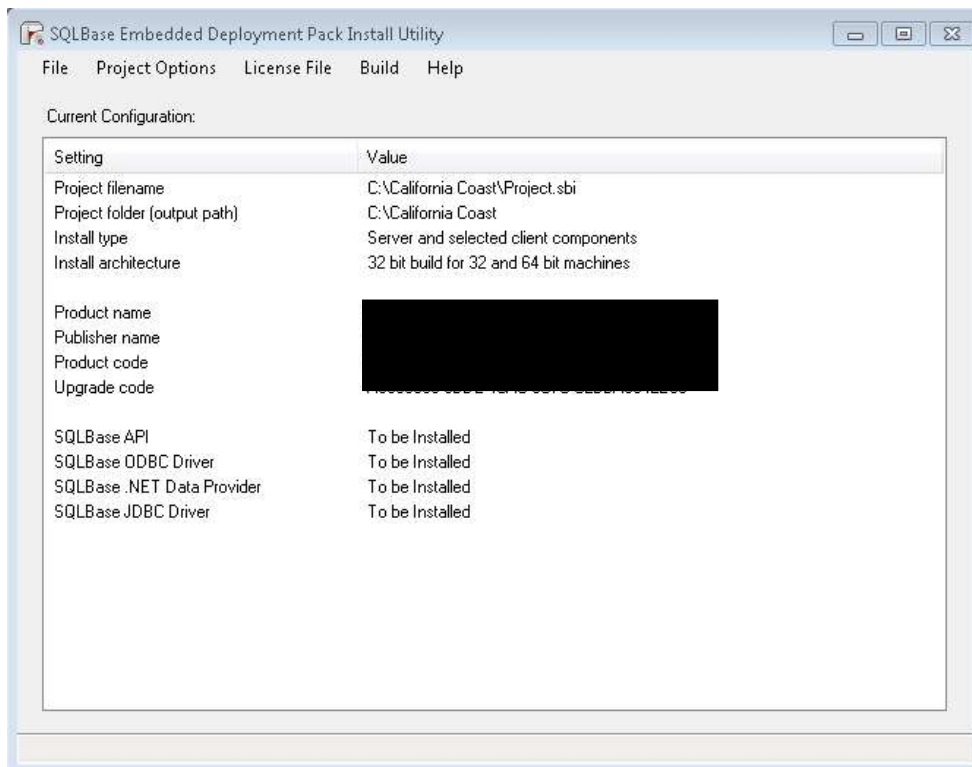 SQLBase Embedded Deployment Pack Install Utility
File Project Options License File Build Help
Current Configuration:
Setting Value
Project filename C:\California Coast\Project.sbi
Project folder (output path) C:\California Coast
Install type Server and selected client components
Install architecture 32 bit build for 32 and 64 bit machines
Product name
Publisher name
Product code
Upgrade code
SQLBase API To be Installed
SQLBase ODBC Driver To be Installed
SQLBase .NET Data Provider To be Installed
SQLBase JDBC Driver To be Installed